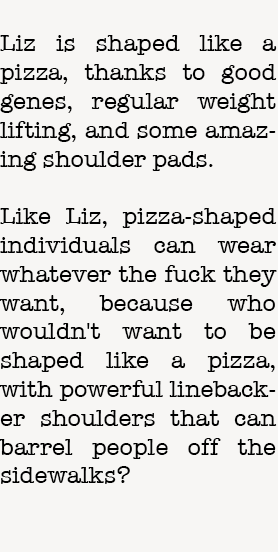 Liz is shaped like a
pizza, thanks to good
genes, regular weight
lifting, and some amaz-
ing shoulder pads.
Like Liz, pizza-shaped
individuals can wear
whatever the fuck they
want, because who
wouldn't want to be
shaped like a pizza,
with powerful lineback-
er shoulders that can
barrel people off the
sidewalks?